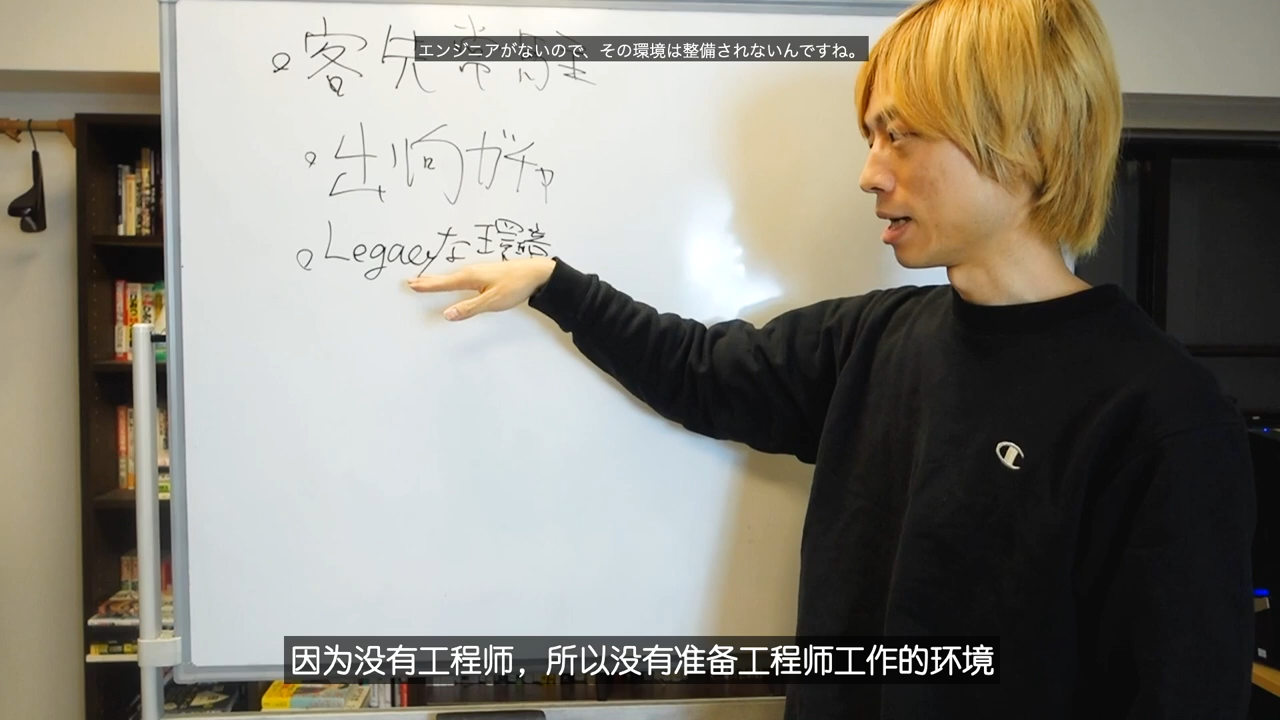 エンジニアがないので、その環境は整備されないんですね。
客先常駐
出向ガチャ
Legacyな環境
因为没有工程师，所以没有准备工程师工作的环境